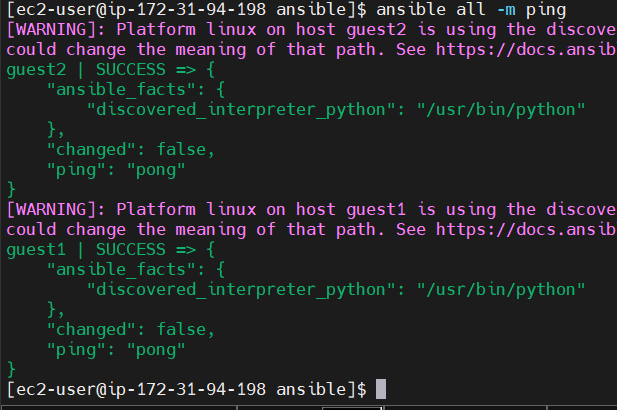 [ec2-user@ip-172-31-94-198 ansible]$ ansible all -m ping
[WARNING]: Platform linux on host guest2 is using the discove
could change the meaning of that path. See https://docs.ansib
guest2 | SUCCESS => {
    "ansible_facts": {
        "discovered_interpreter_python": "/usr/bin/python"
    },
    "changed": false,
    "ping": "pong"
}
[WARNING]: Platform linux on host guest1 is using the discove
could change the meaning of that path. See https://docs.ansib
guest1 | SUCCESS => {
    "ansible_facts": {
        "discovered_interpreter_python": "/usr/bin/python"
    },
    "changed": false,
    "ping": "pong"
}
[ec2-user@ip-172-31-94-198 ansible]$